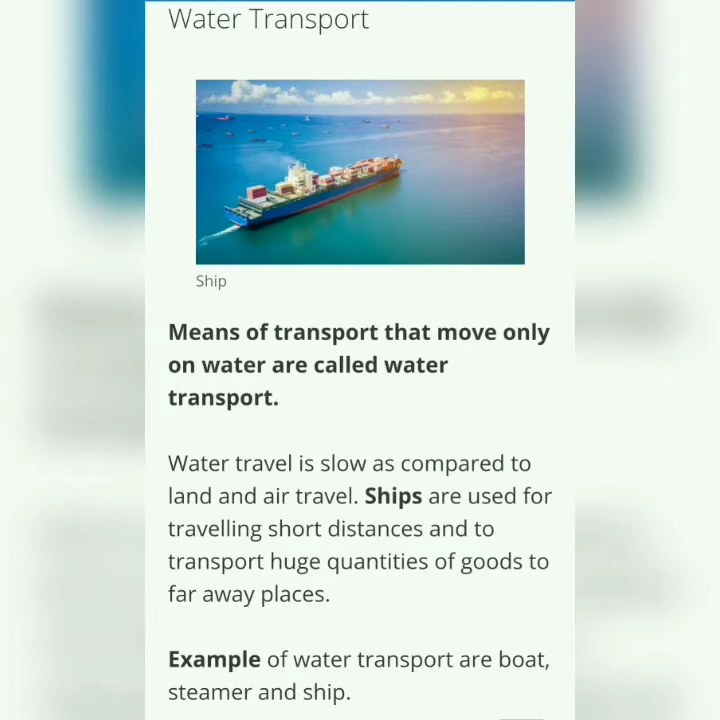 Water Transport
Ship
Means of transport that move only
on water are called water
transport.
Water travel is slow as compared to
land and air travel. Ships are used for
travelling short distances and to
transport huge quantities of goods to
far away places.
Example of water transport are boat,
steamer and ship.